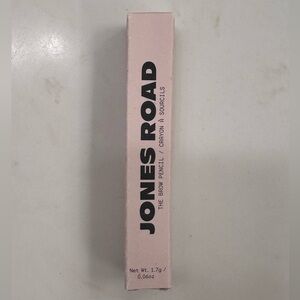 JONES ROAD
THE BROW PENCIL / CRAYON À SOURCILS
Net Wt. 1.7g /
0.06oz